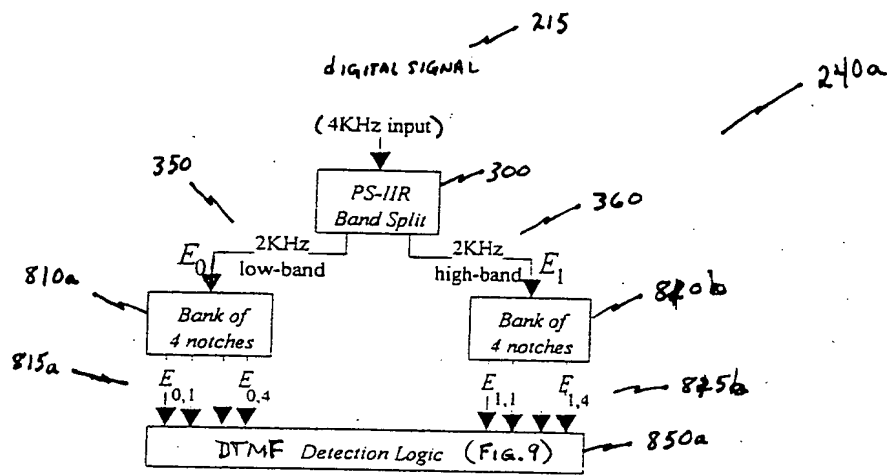 215
dIGITAL SIGNAL
240a
(4KHz input)
350
300
PS-IIR
Band Split
360
E0
2KHz
low-band
2KHz
high-band
E1
810a
Bank of
4 notches
Bank of
4 notches
810b
815a
E0,1
E0,4
E1,1
E1,4
815b
DTMF Detection Logic (FIG. 9)
850a